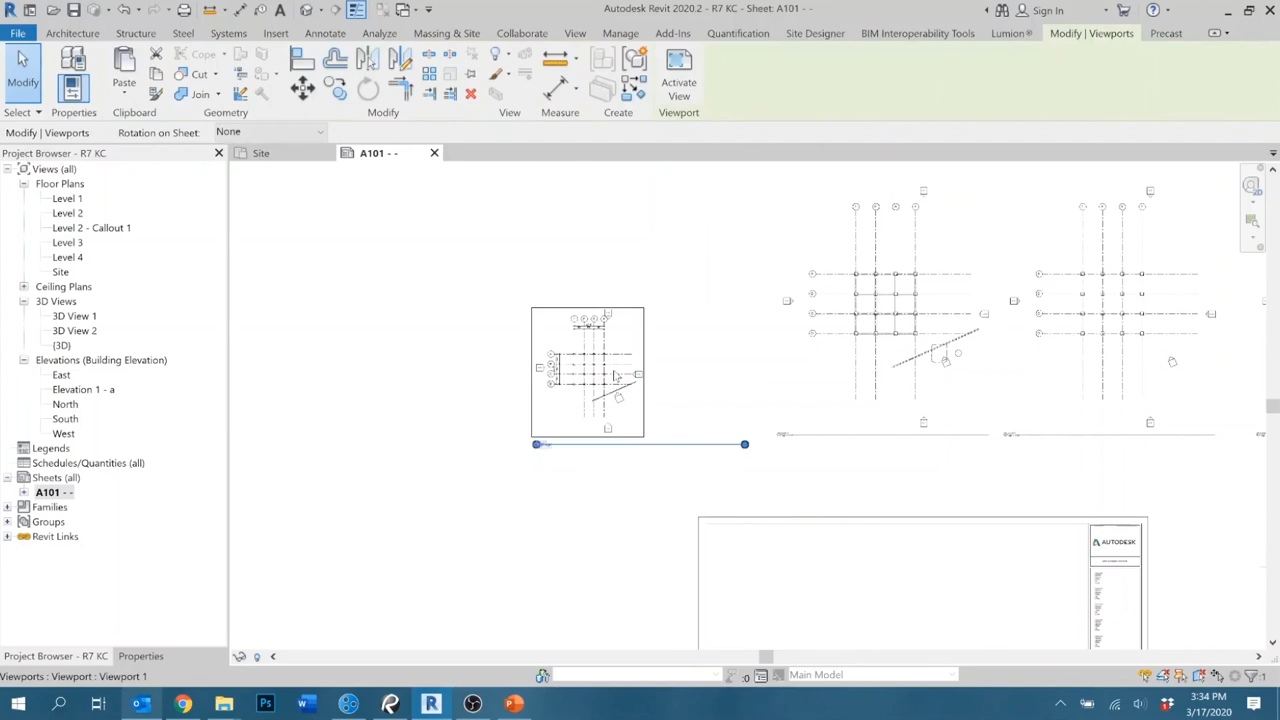 Autodesk Revit 2020.2 - R7 KC - Sheet: A101 - -
Sign In
File
Architecture
Structure
Steel
Systems
Insert
Annotate
Analyze
Massing & Site
Collaborate
View
Manage
Add-Ins
Quantification
Site Designer
BIM Interoperability Tools
Lumion®
Modify | Viewports
Precast
Modify
Paste
Cope
Cut
Join
Activate
View
Select
Properties
Clipboard
Geometry
Modify
View
Measure
Create
Viewport
Modify | Viewports
Rotation on Sheet:
None
Project Browser - R7 KC
Site
A101 - -
Views (all)
Floor Plans
Level 1
Level 2
Level 2 - Callout 1
Level 3
Level 4
Site
Ceiling Plans
3D Views
3D View 1
3D View 2
{3D}
Elevations (Building Elevation)
East
Elevation 1 - a
North
South
West
Legends
Schedules/Quantities (all)
Sheets (all)
A101 - -
Families
Groups
Revit Links
2D
AUTODESK
Project Browser - R7 KC
Properties
Viewports : Viewport : Viewport 1
:0
Main Model
3:34 PM
3/17/2020